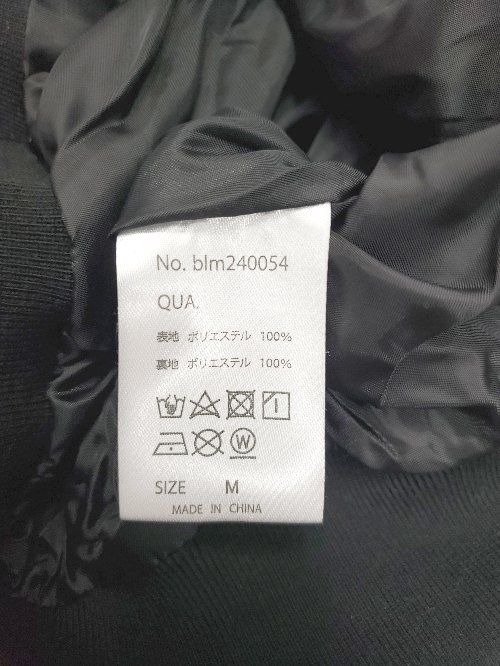 No. blm240054
QUA.
表地 ポリエステル 100%
裏地 ポリエステル 100%
W
SIZE M
MADE IN CHINA